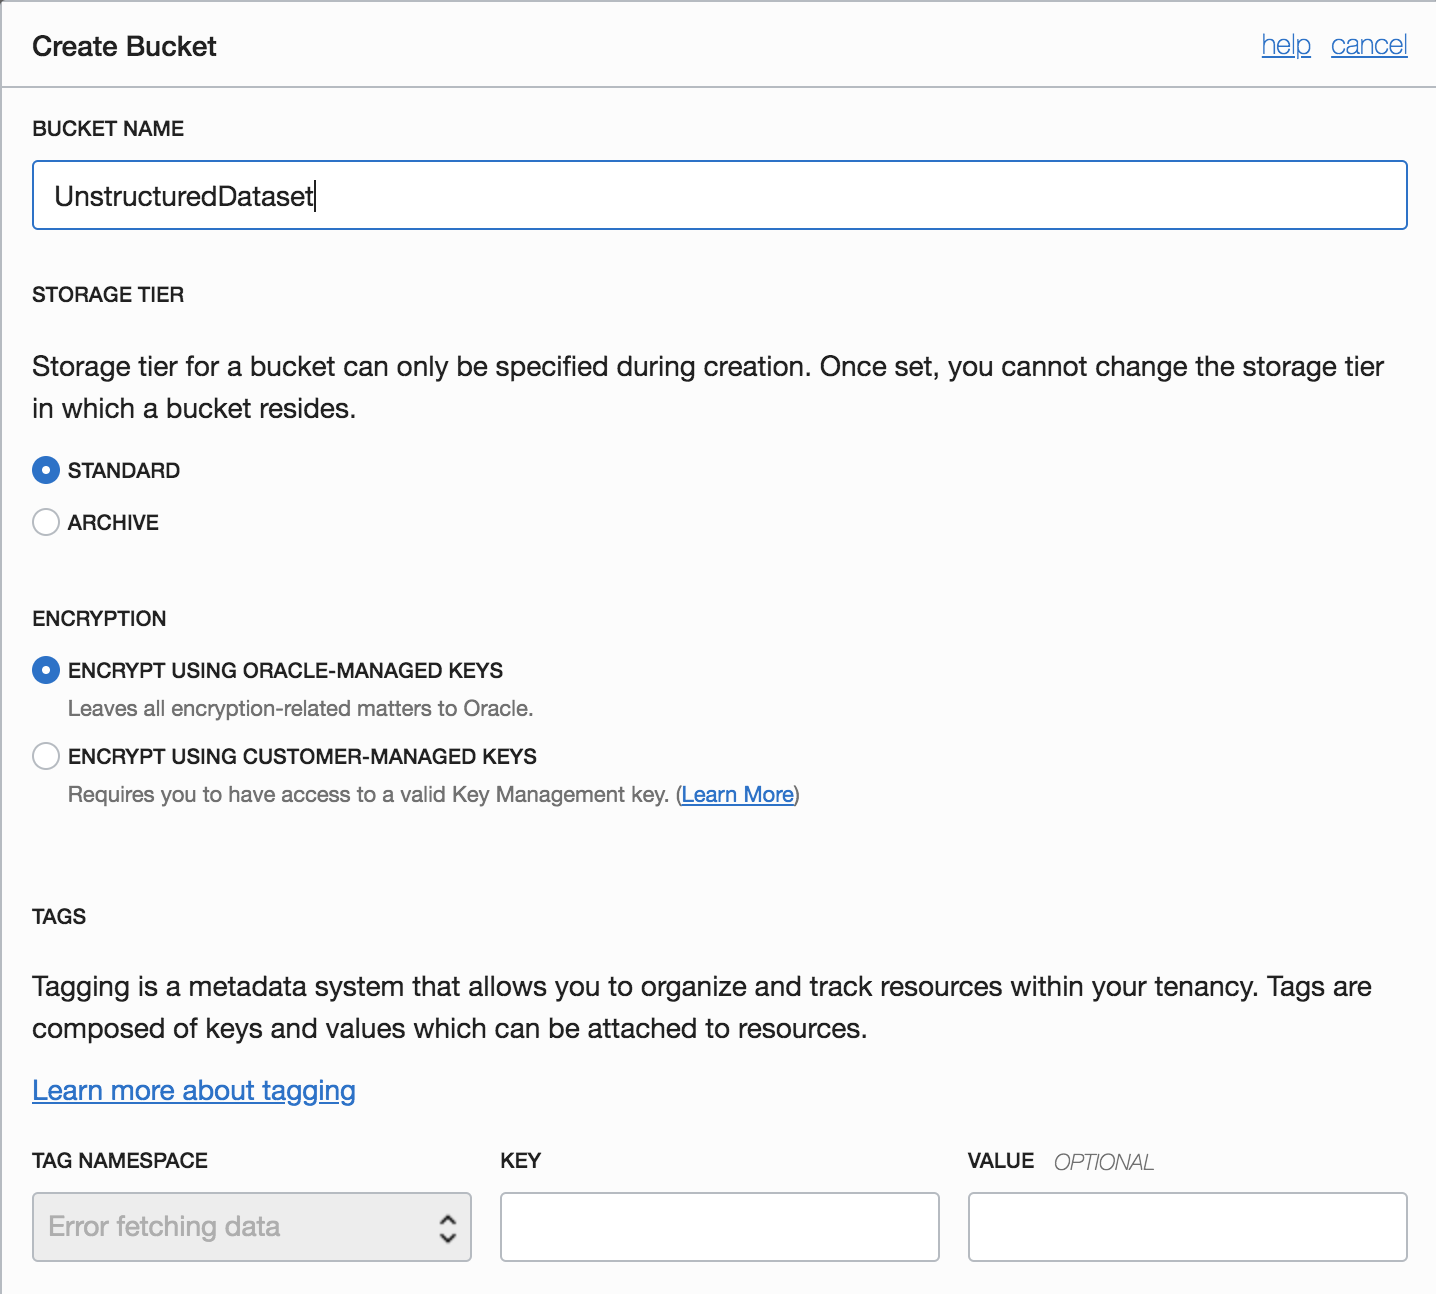 Create Bucket help cancel
BUCKET NAME
UnstructuredDataset
STORAGE TIER
Storage tier for a bucket can only be specified during creation. Once set, you cannot change the storage tier
in which a bucket resides.
STANDARD
ARCHIVE
ENCRYPTION
ENCRYPT USING ORACLE-MANAGED KEYS
Leaves all encryption-related matters to Oracle.
ENCRYPT USING CUSTOMER-MANAGED KEYS
Requires you to have access to a valid Key Management key. (Learn More)
TAGS
Tagging is a metadata system that allows you to organize and track resources within your tenancy. Tags are
composed of keys and values which can be attached to resources.
Learn more about tagging
TAG NAMESPACE KEY VALUE OPTIONAL
Error fetching data